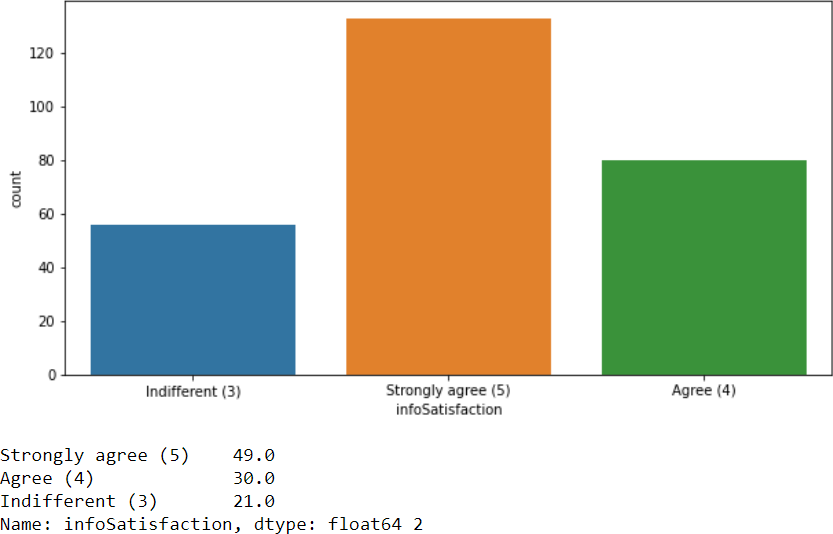 120
100
80
60
40
20
0
count
Indifferent (3) Strongly agree (5) Agree (4)
infoSatisfaction
Strongly agree (5) 49.0
Agree (4) 30.0
Indifferent (3) 21.0
Name: infoSatisfaction, dtype: float64 2